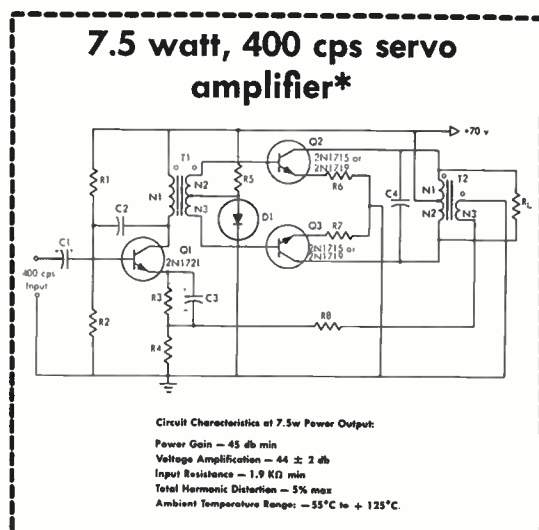 7.5 watt, 400 cps servo
amplifier*
+70 v
Q2
T1
2N1715 or
2N1719
R1
R5
R6
C4
T2
N1
N2
N1
RL
C2
N3
D1
N2
N3
Q3
R7
C1
Q1
2N1715 or
2N1719
2N1721
400 cps
Input
R3
C3
R2
R8
R4
Circuit Characteristics at 7.5w Power Output:
Power Gain — 45 db min
Voltage Amplification — 44 ± 2 db
Input Resistance — 1.9 KΩ min
Total Harmonic Distortion — 5% max
Ambient Temperature Range: — -55°C to + 125°C.